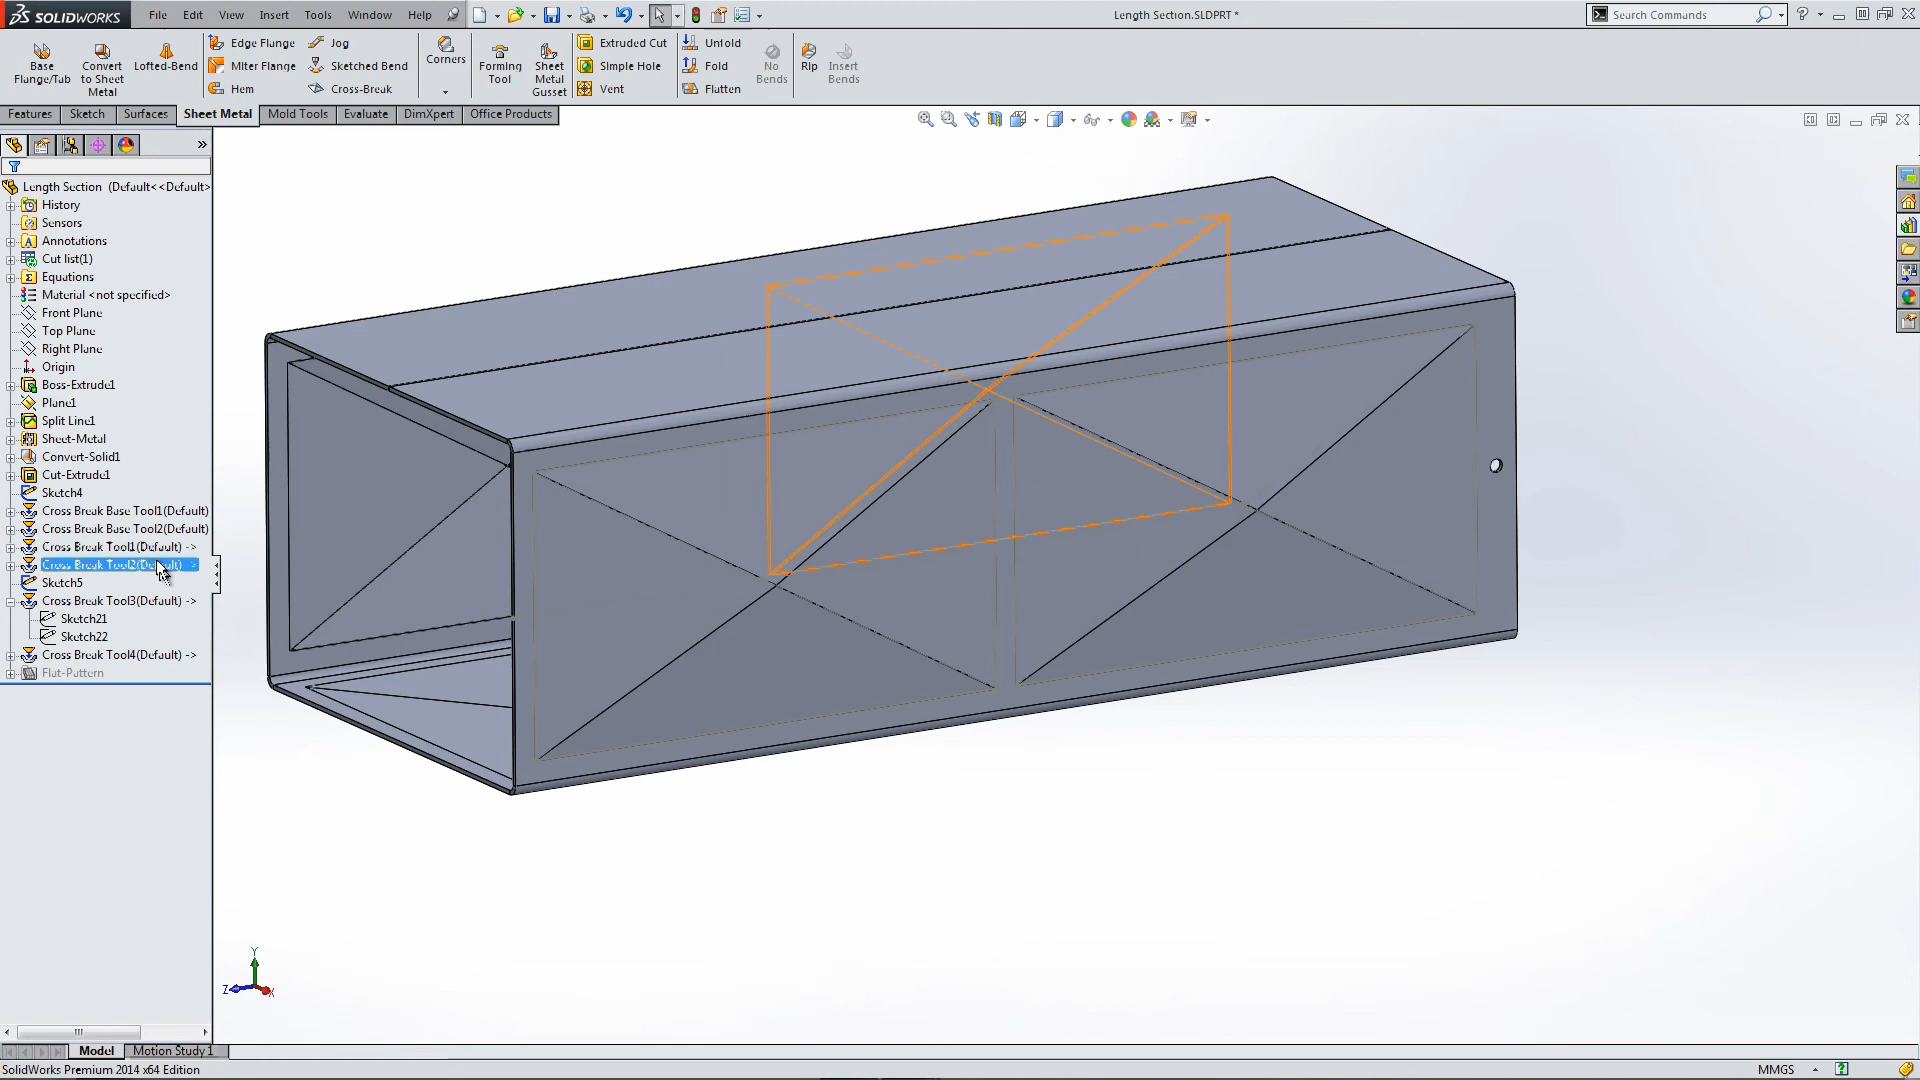 SOLIDWORKS File Edit View Insert Tools Window Help Length Section.SLDPRT * Search Commands
Base Flange/Tab
Convert to Sheet Metal
Lofted-Bend
Edge Flange
Miter Flange
Hem
Jog
Sketched Bend
Cross-Break
Corners
Forming Tool
Sheet Metal Gusset
Extruded Cut
Simple Hole
Vent
Unfold
Fold
Flatten
No Bends
Rip
Insert Bends
Features Sketch Surfaces Sheet Metal Mold Tools Evaluate DimXpert Office Products
Length Section (Default<<Default>
History
Sensors
Annotations
Cut list(1)
Equations
Material <not specified>
Front Plane
Top Plane
Right Plane
Origin
Boss-Extrude1
Plane1
Split Line1
Sheet-Metal
Convert-Solid1
Cut-Extrude1
Sketch4
Cross Break Base Tool1(Default)
Cross Break Base Tool2(Default)
Cross Break Tool1(Default) ->
Cross Break Tool2(Default) ->
Sketch5
Cross Break Tool3(Default) ->
Sketch21
Sketch22
Cross Break Tool4(Default) ->
Flat-Pattern
Y
Z X
Model Motion Study 1
SolidWorks Premium 2014 x64 Edition MMGS